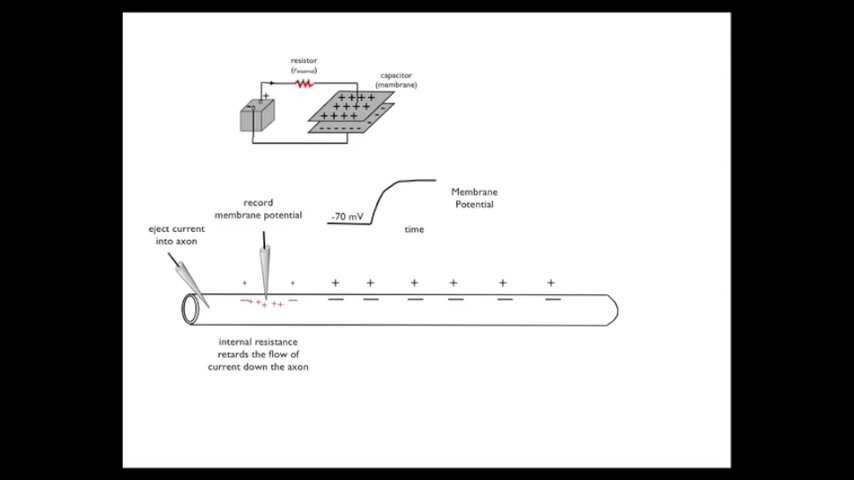 resistor
(rinternal)
capacitor
(membrane)
+
++++
++++
++++
-70 mV
Membrane
Potential
time
record
membrane potential
eject current
into axon
+ + + + + + + +
++ + ++
internal resistance
retards the flow of
current down the axon